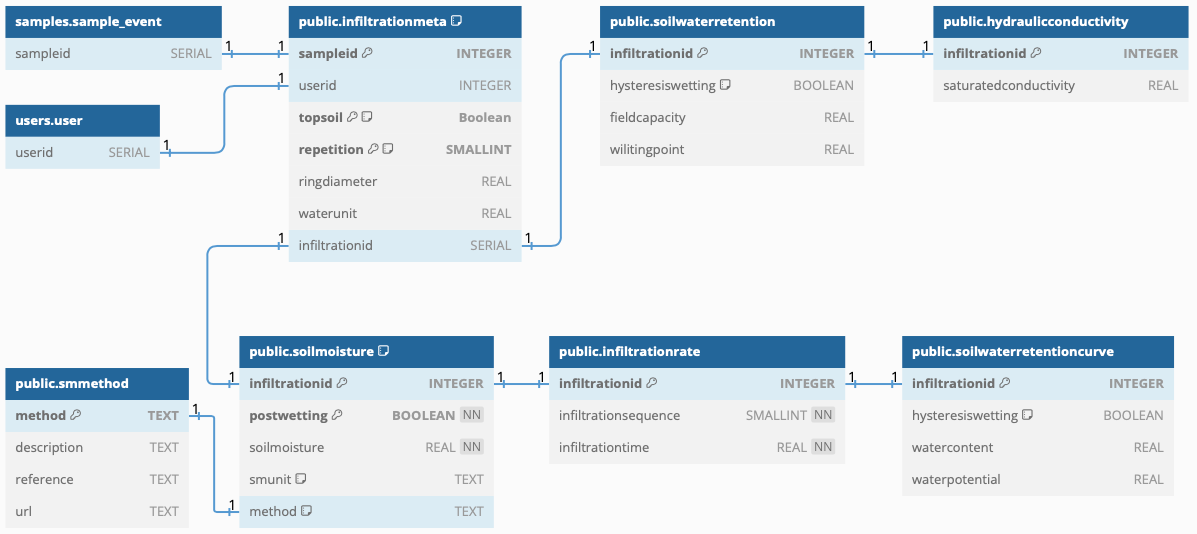 samples.sample_event
sampleid SERIAL
users.user
userid SERIAL
public.infiltrationmeta
sampleid INTEGER
userid INTEGER
topsoil Boolean
repetition SMALLINT
ringdiameter REAL
waterunit REAL
infiltrationid SERIAL
public.soilwaterretention
infiltrationid INTEGER
hysteresiswetting BOOLEAN
fieldcapacity REAL
wilitingpoint REAL
public.hydraulicconductivity
infiltrationid INTEGER
saturatedconductivity REAL
1 1
1
1
1 1
1 1
1
1
public.smmethod
method TEXT
description TEXT
reference TEXT
url TEXT
public.soilmoisture
infiltrationid INTEGER
postwetting BOOLEAN NN
soilmoisture REAL NN
smunit TEXT
method TEXT
public.infiltrationrate
infiltrationid INTEGER
infiltrationsequence SMALLINT NN
infiltrationtime REAL NN
public.soilwaterretentioncurve
infiltrationid INTEGER
hysteresiswetting BOOLEAN
watercontent REAL
waterpotential REAL
1 1
1 1
1
1